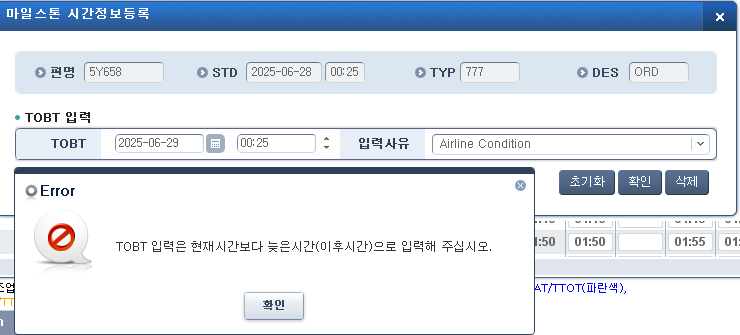 마일스톤 시간정보등록
편명 5Y658 STD 2025-06-28 00:25 TYP 777 DES ORD
TOBT 입력
TOBT 2025-06-29 00:25 입력사유 Airline Condition
초기화 확인 삭제
Error
TOBT 입력은 현재시간보다 늦은시간(이후시간)으로 입력해 주십시오.
확인
:50 01:50 01:55 01:
AT/TTOT(파란색),